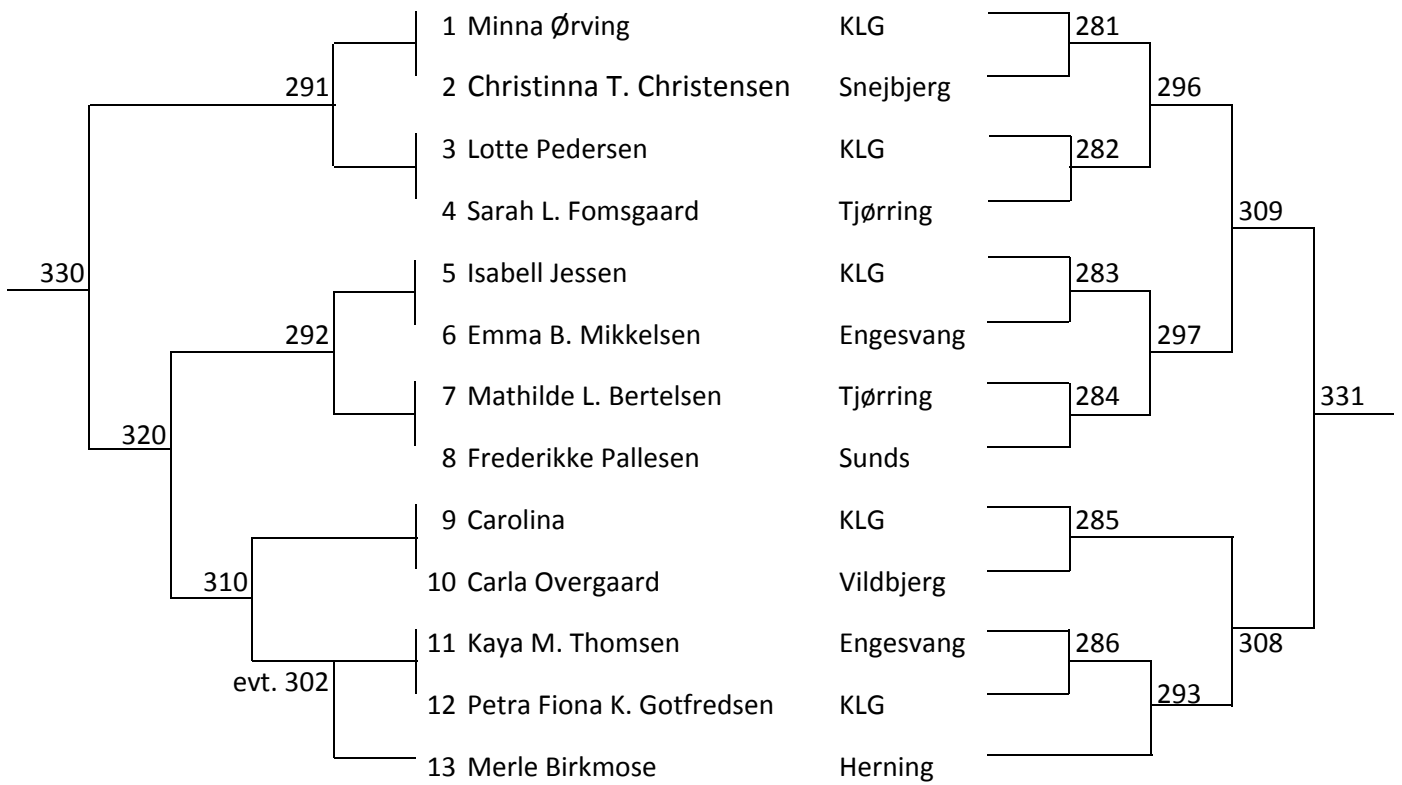 1 Minna Ørving KLG 281
291 2 Christinna T. Christensen Snejbjerg 296
3 Lotte Pedersen KLG 282
4 Sarah L. Fomsgaard Tjørring 309
330 5 Isabell Jessen KLG 283
292 6 Emma B. Mikkelsen Engesvang 297
7 Mathilde L. Bertelsen Tjørring 284 331
320 8 Frederikke Pallesen Sunds
9 Carolina KLG 285
310 10 Carla Overgaard Vildbjerg
11 Kaya M. Thomsen Engesvang 286 308
evt. 302 12 Petra Fiona K. Gotfredsen KLG 293
13 Merle Birkmose Herning